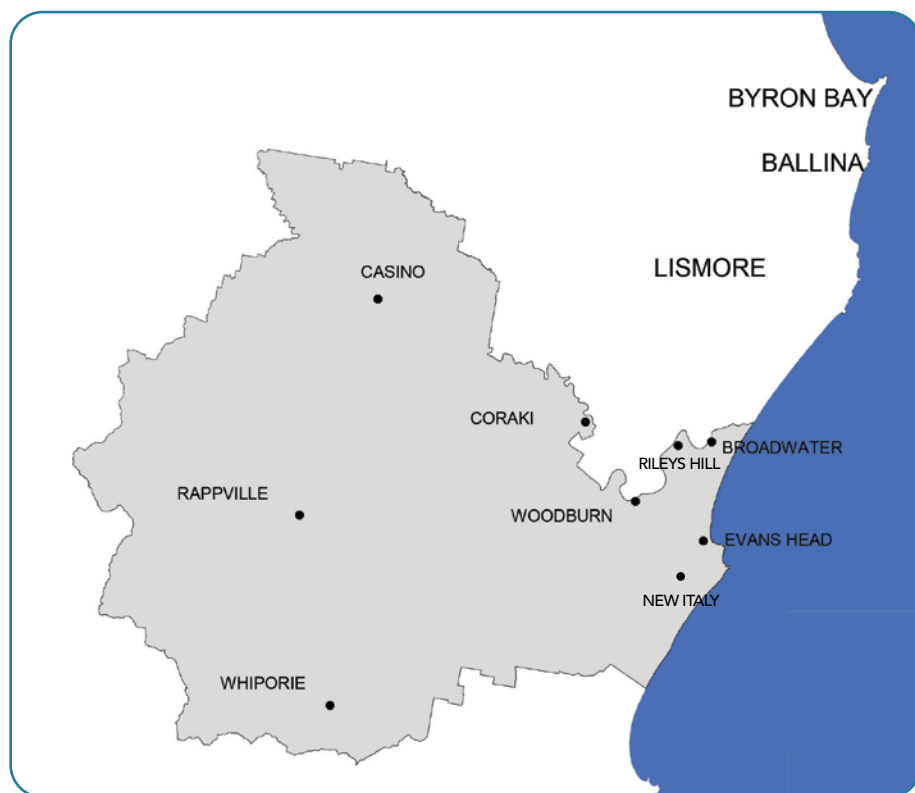 BYRON BAY
BALLINA
LISMORE
CASINO
CORAKI
BROADWATER
RILEYS HILL
RAPPVILLE
WOODBURN
EVANS HEAD
NEW ITALY
WHIPORIE